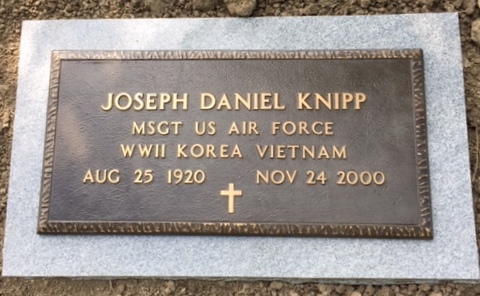 JOSEPH DANIEL KNIPP
MSGT US AIR FORCE
WWII KOREA VIETNAM
AUG 25 1920 NOV 24 2000